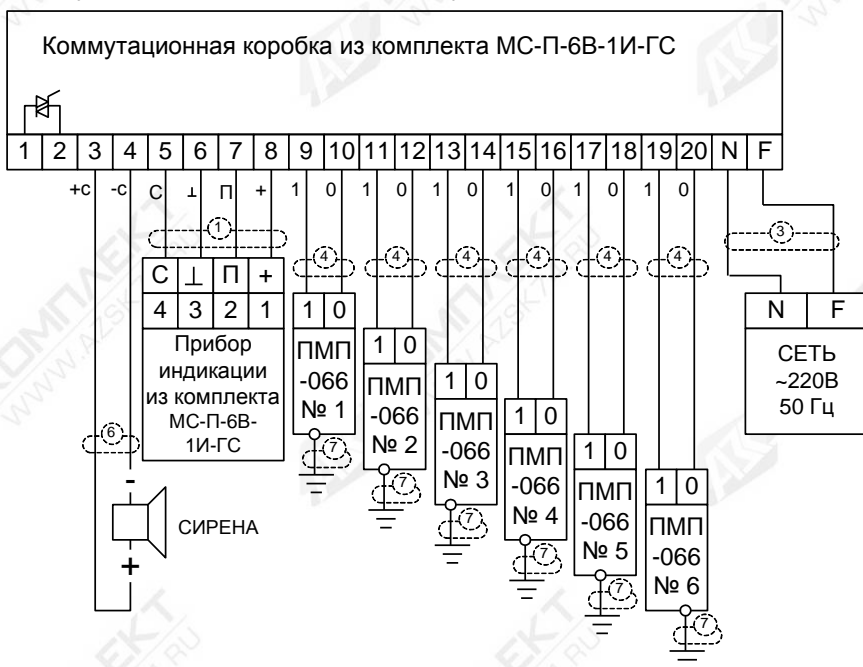 Коммутационная коробка из комплекта МС-П-6В-1И-ГС
1 2 3 4 5 6 7 8 9 10 11 12 13 14 15 16 17 18 19 20 N F
+с -с С ⊥ П + 1 0 1 0 1 0 1 0 1 0 1 0
1 4 4 4 4 4 4 3
С ⊥ П +
4 3 2 1
Прибор
индикации
из комплекта
МС-П-6В-
1И-ГС
1 0
ПМП
-066
№ 1
7
1 0
ПМП
-066
№ 2
7
1 0
ПМП
-066
№ 3
7
1 0
ПМП
-066
№ 4
7
1 0
ПМП
-066
№ 5
7
1 0
ПМП
-066
№ 6
7
N F
СЕТЬ
~220В
50 Гц
6
-
СИРЕНА
+